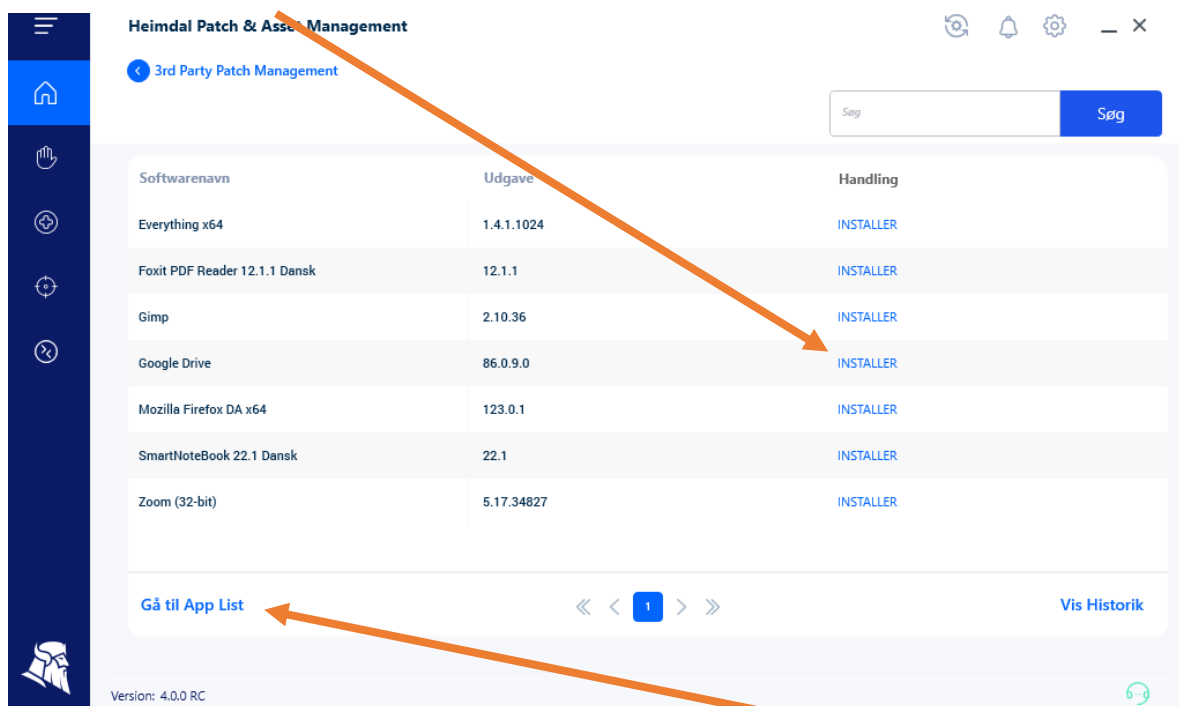 Heimdal Patch & Asset Management
3rd Party Patch Management
Søg Søg
Softwarenavn Udgave Handling
Everything x64 1.4.1.1024 INSTALLER
Foxit PDF Reader 12.1.1 Dansk 12.1.1 INSTALLER
Gimp 2.10.36 INSTALLER
Google Drive 86.0.9.0 INSTALLER
Mozilla Firefox DA x64 123.0.1 INSTALLER
SmartNoteBook 22.1 Dansk 22.1 INSTALLER
Zoom (32-bit) 5.17.34827 INSTALLER
Gå til App List 1 Vis Historik
Version: 4.0.0 RC